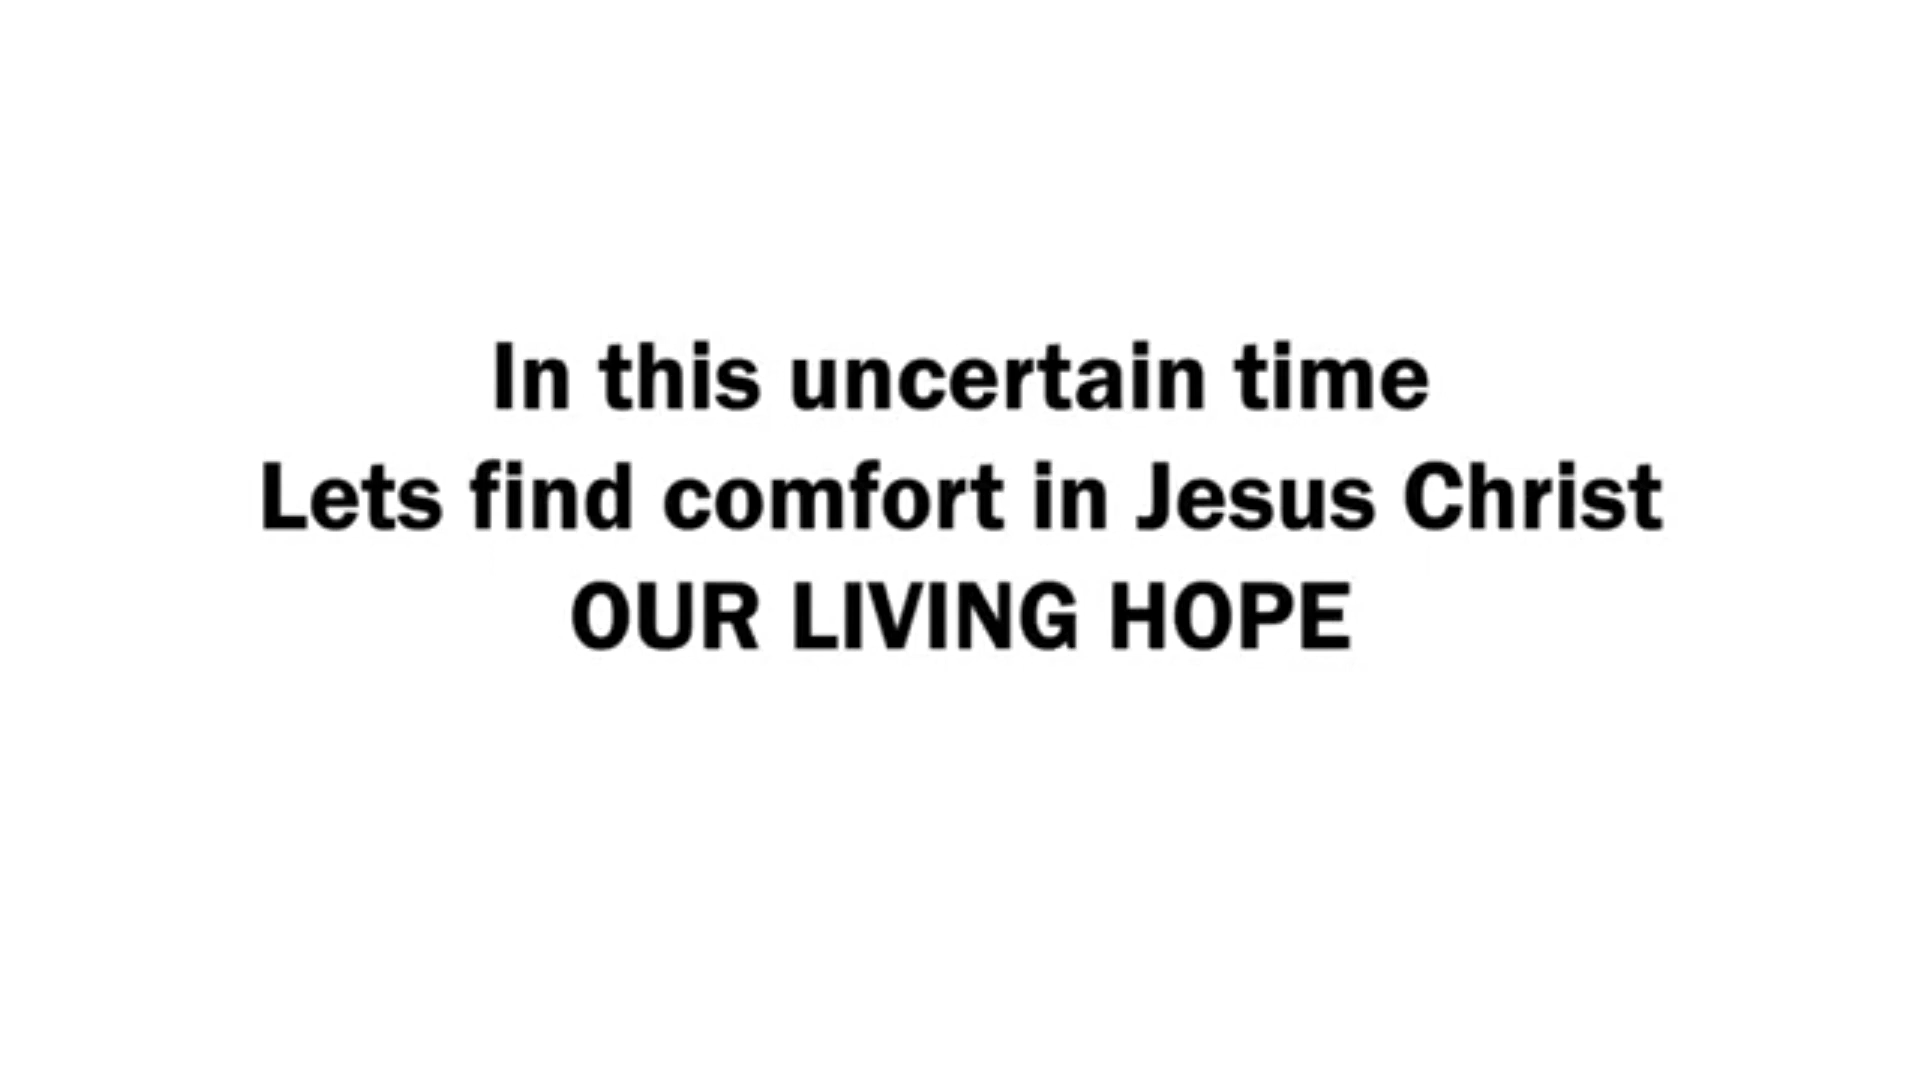 In this uncertain time
Lets find comfort in Jesus Christ
OUR LIVING HOPE